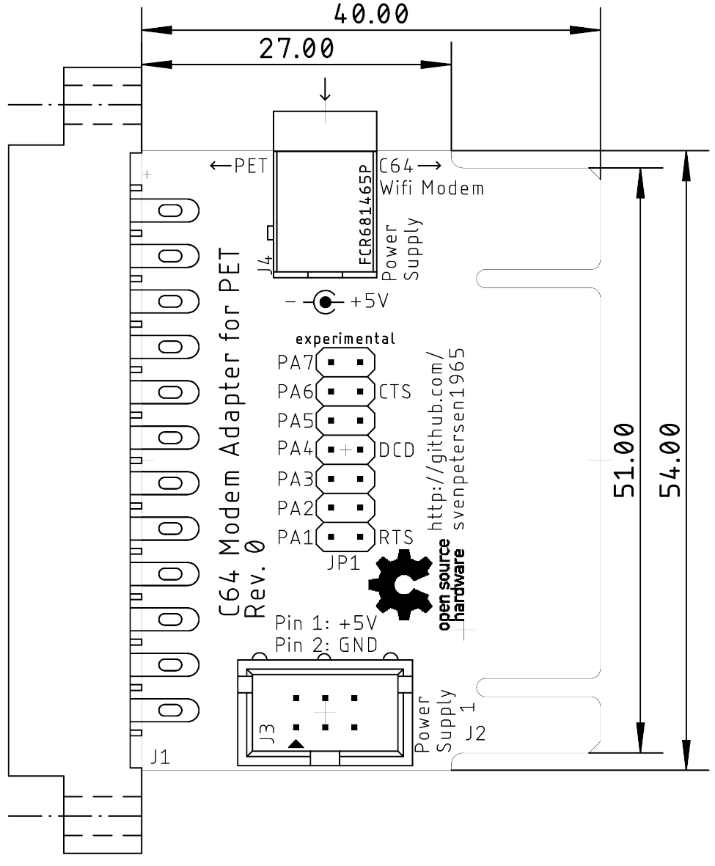 40.00
27.00
←PET
C64→
Wifi Modem
FCR681465P
J4
Power
Supply
- +5V
C64 Modem Adapter for PET
Rev. 0
experimental
PA7
PA6 CTS
PA5
PA4 DCD
PA3
PA2
PA1 RTS
JP1
http://github.com/
svenpetersen1965
51.00
54.00
open source
hardware
Pin 1: +5V
Pin 2: GND
J3
Power
Supply
1
J2
J1